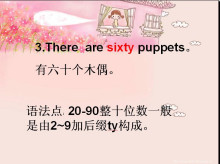 3.There are sixty puppets。
有六十个木偶。
语法点. 20-90整十位数一般
是由2~9加后缀ty构成。